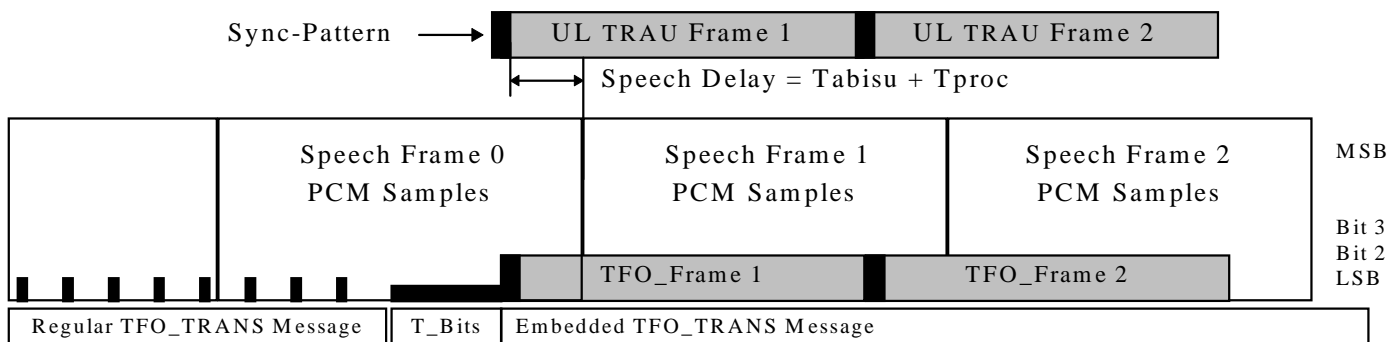 Sync-Pattern
UL TRAU Frame 1
UL TRAU Frame 2
Speech Delay = Tabisu + Tproc
Speech Frame 0
PCM Samples
Speech Frame 1
PCM Samples
Speech Frame 2
PCM Samples
MSB
Bit 3
Bit 2
LSB
TFO_Frame 1
TFO_Frame 2
Regular TFO_TRANS Message
T_Bits
Embedded TFO_TRANS Message